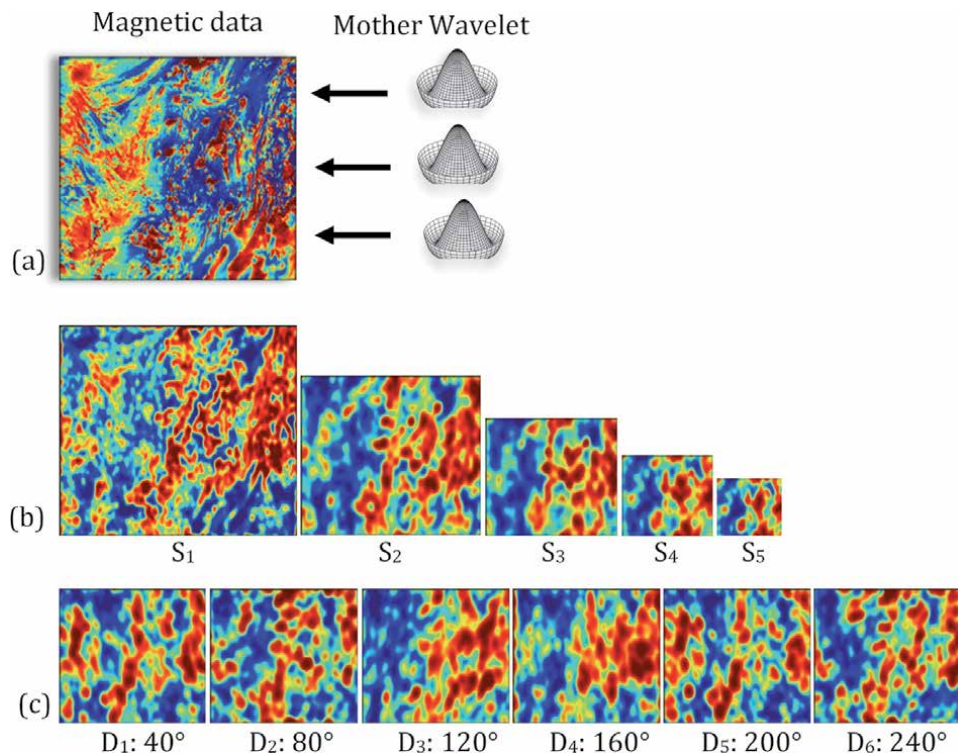 Magnetic data
Mother Wavelet
(a)
(b)
S₁
S₂
S₃
S₄
S₅
(c)
D₁: 40°
D₂: 80°
D₃: 120°
D₄: 160°
D₅: 200°
D₆: 240°